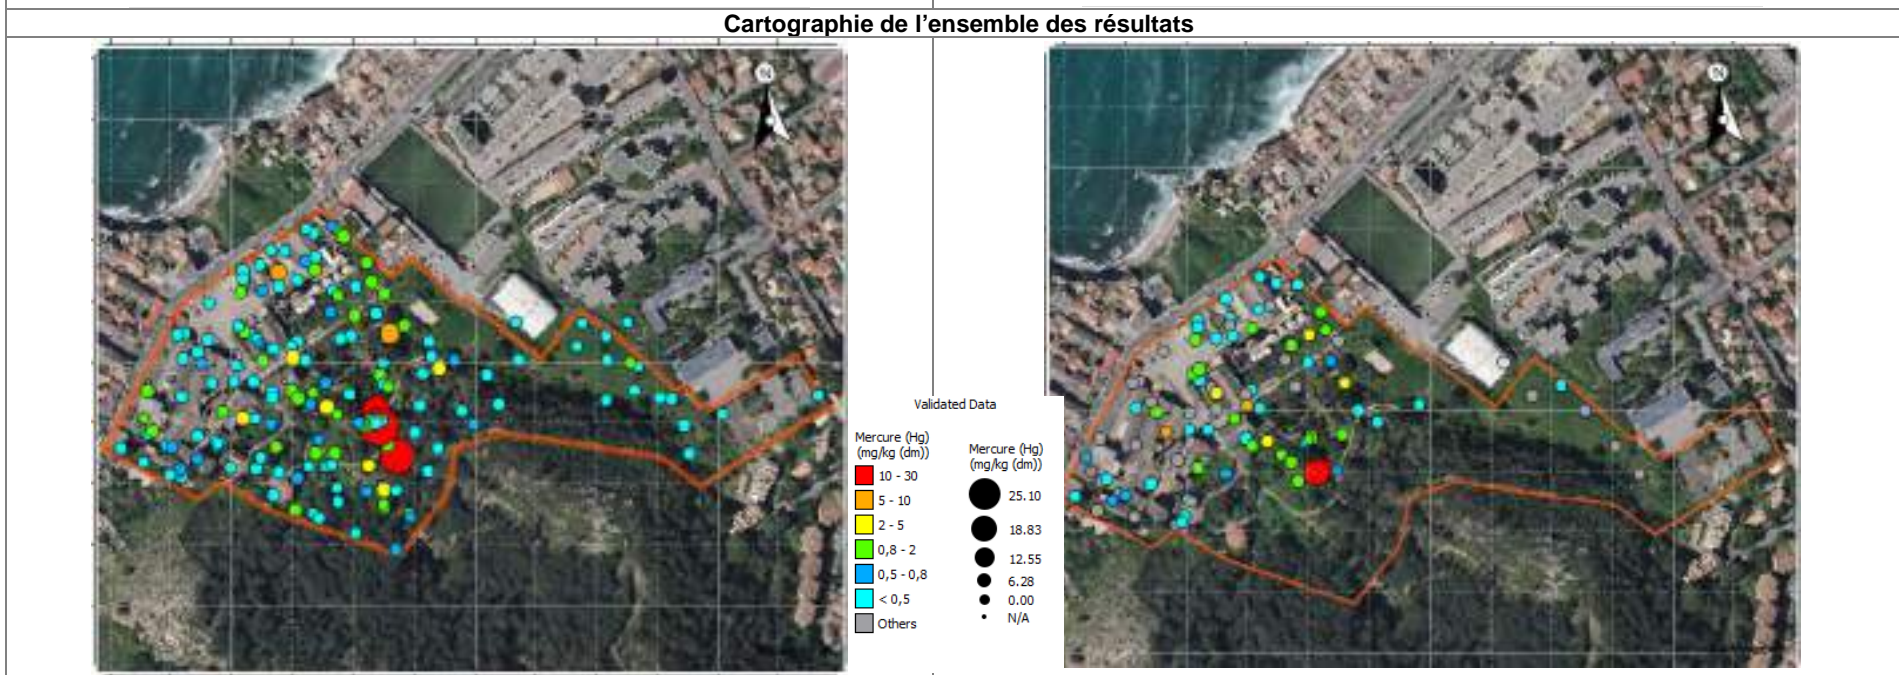 Cartographie de l'ensemble des résultats
N
N
Validated Data
Mercure (Hg)
(mg/kg (dm))
10 - 30
5 - 10
2 - 5
0,8 - 2
0,5 - 0,8
< 0,5
Others
Mercure (Hg)
(mg/kg (dm))
25.10
18.83
12.55
6.28
0.00
N/A